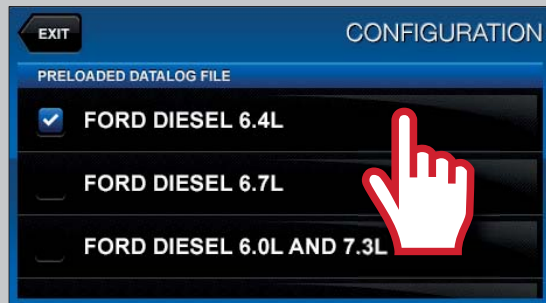 EXIT
CONFIGURATION
PRELOADED DATALOG FILE
FORD DIESEL 6.4L
FORD DIESEL 6.7L
FORD DIESEL 6.0L AND 7.3L